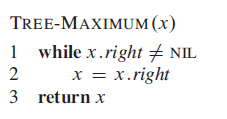 TREE-MAXIMUM(x)
1 while x.right ≠ NIL
2 x = x.right
3 return x